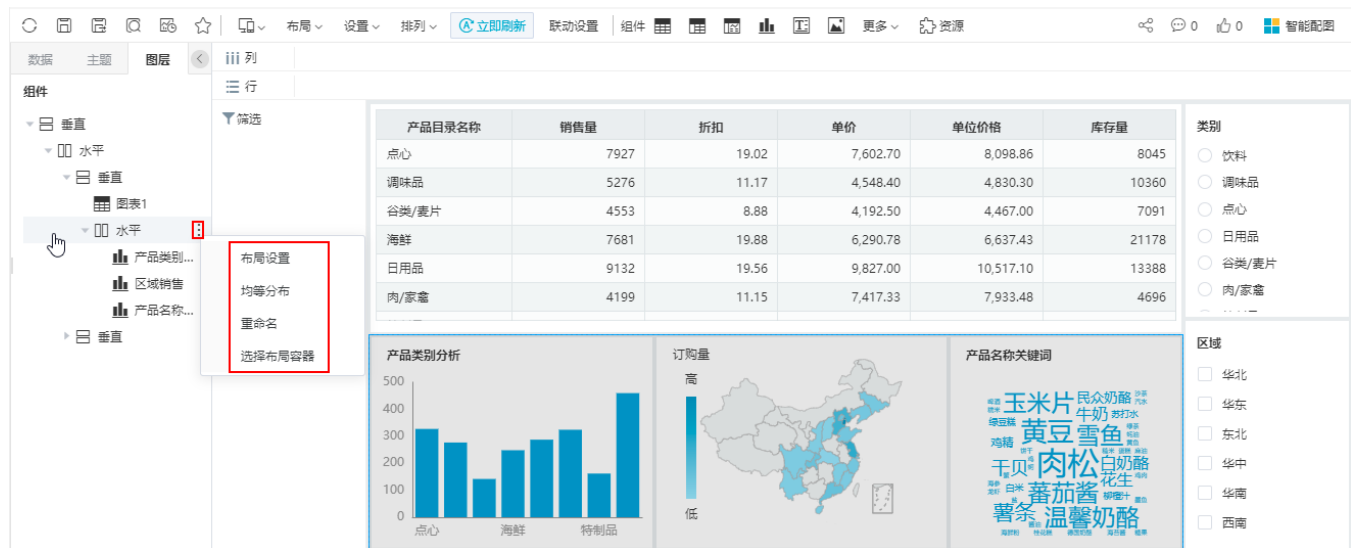 布局 设置 排列 立即刷新 联动设置 组件 更多 资源 0 0 智能配图
数据 主题 图层 列
组件 行
筛选
垂直
水平
垂直
图表1
水平
产品类别...
区域销售
产品名称...
垂直
布局设置
均等分布
重命名
选择布局容器
产品目录名称 销售量 折扣 单价 单位价格 库存量
点心 7927 19.02 7,602.70 8,098.86 8045
调味品 5276 11.17 4,548.40 4,830.30 10360
谷类/麦片 4553 8.88 4,192.50 4,467.00 7091
海鲜 7681 19.88 6,290.78 6,637.43 21178
日用品 9132 19.56 9,827.00 10,517.10 13388
肉/家禽 4199 11.15 7,417.33 7,933.48 4696
类别
饮料
调味品
点心
日用品
谷类/麦片
肉/家禽
区域
华北
华东
东北
华中
华南
西南
产品类别分析
500
400
300
200
100
0
点心 海鲜 特制品
订购量
高
低
产品名称关键词
玉米片 民众奶酪
牛奶 苏打水
绿豆糕
鸡精 黄豆 雪鱼
干贝 肉松 白奶酪
花生
白米 蕃茄酱 柳橙汁
薯条 温馨奶酪